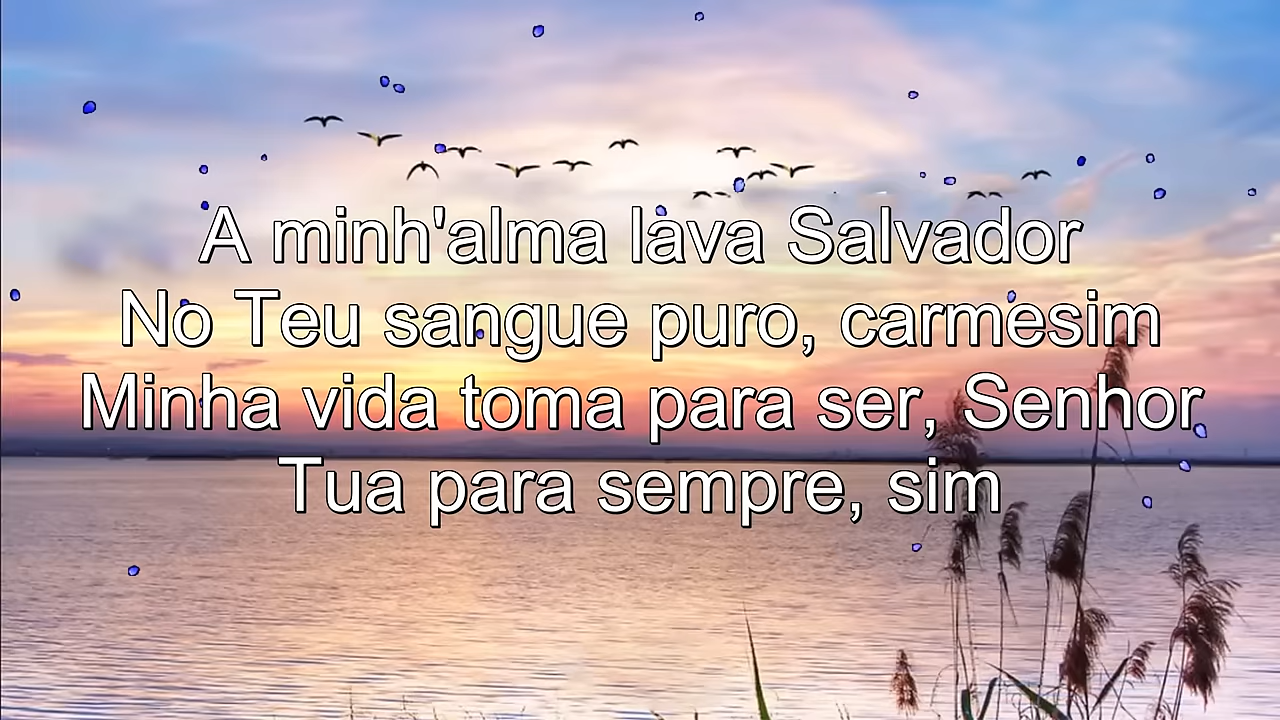 A minh'alma lava Salvador
No Teu sangue puro, carmesim
Minha vida toma para ser, Senhor
Tua para sempre, sim